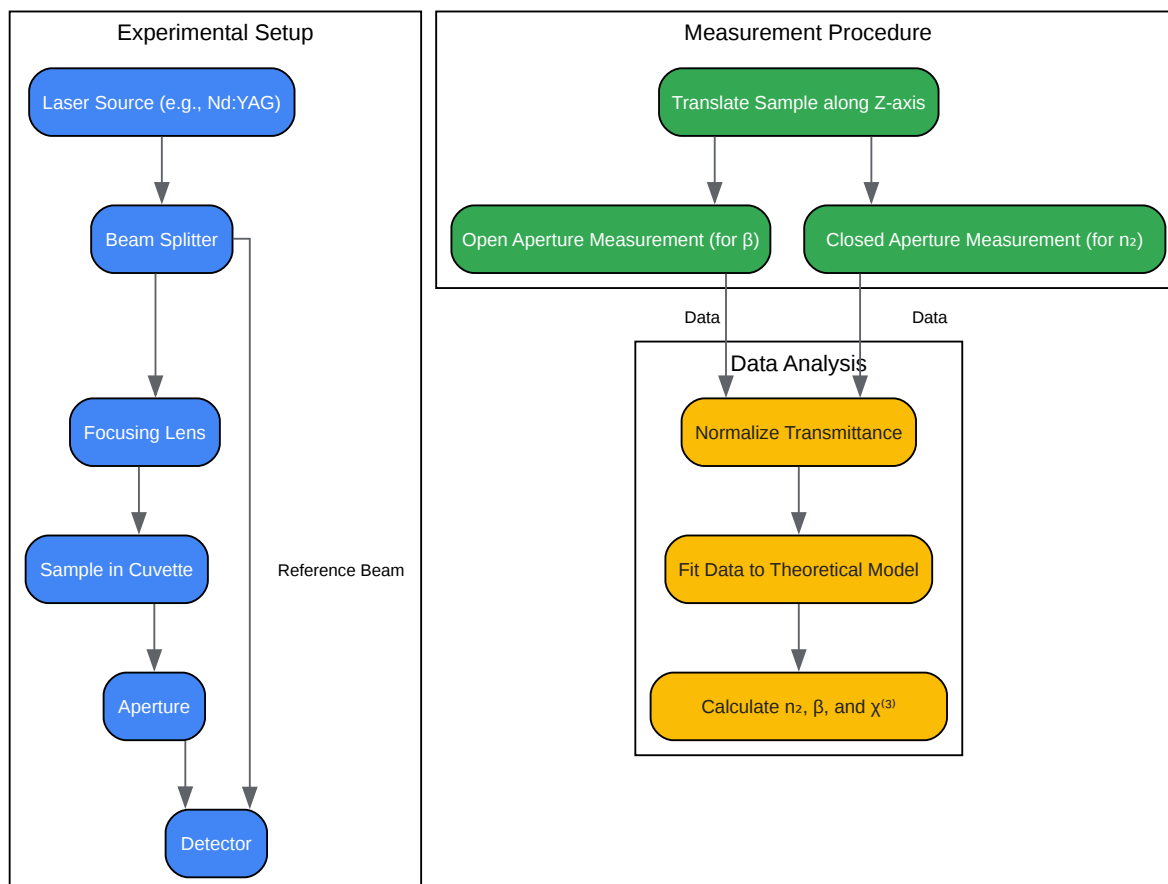 Experimental Setup
Laser Source (e.g., Nd:YAG)
Beam Splitter
Focusing Lens
Sample in Cuvette
Reference Beam
Aperture
Detector
Measurement Procedure
Translate Sample along Z-axis
Open Aperture Measurement (for β)
Closed Aperture Measurement (for n₂)
Data
Data
Data Analysis
Normalize Transmittance
Fit Data to Theoretical Model
Calculate n₂, β, and χ⁽³⁾